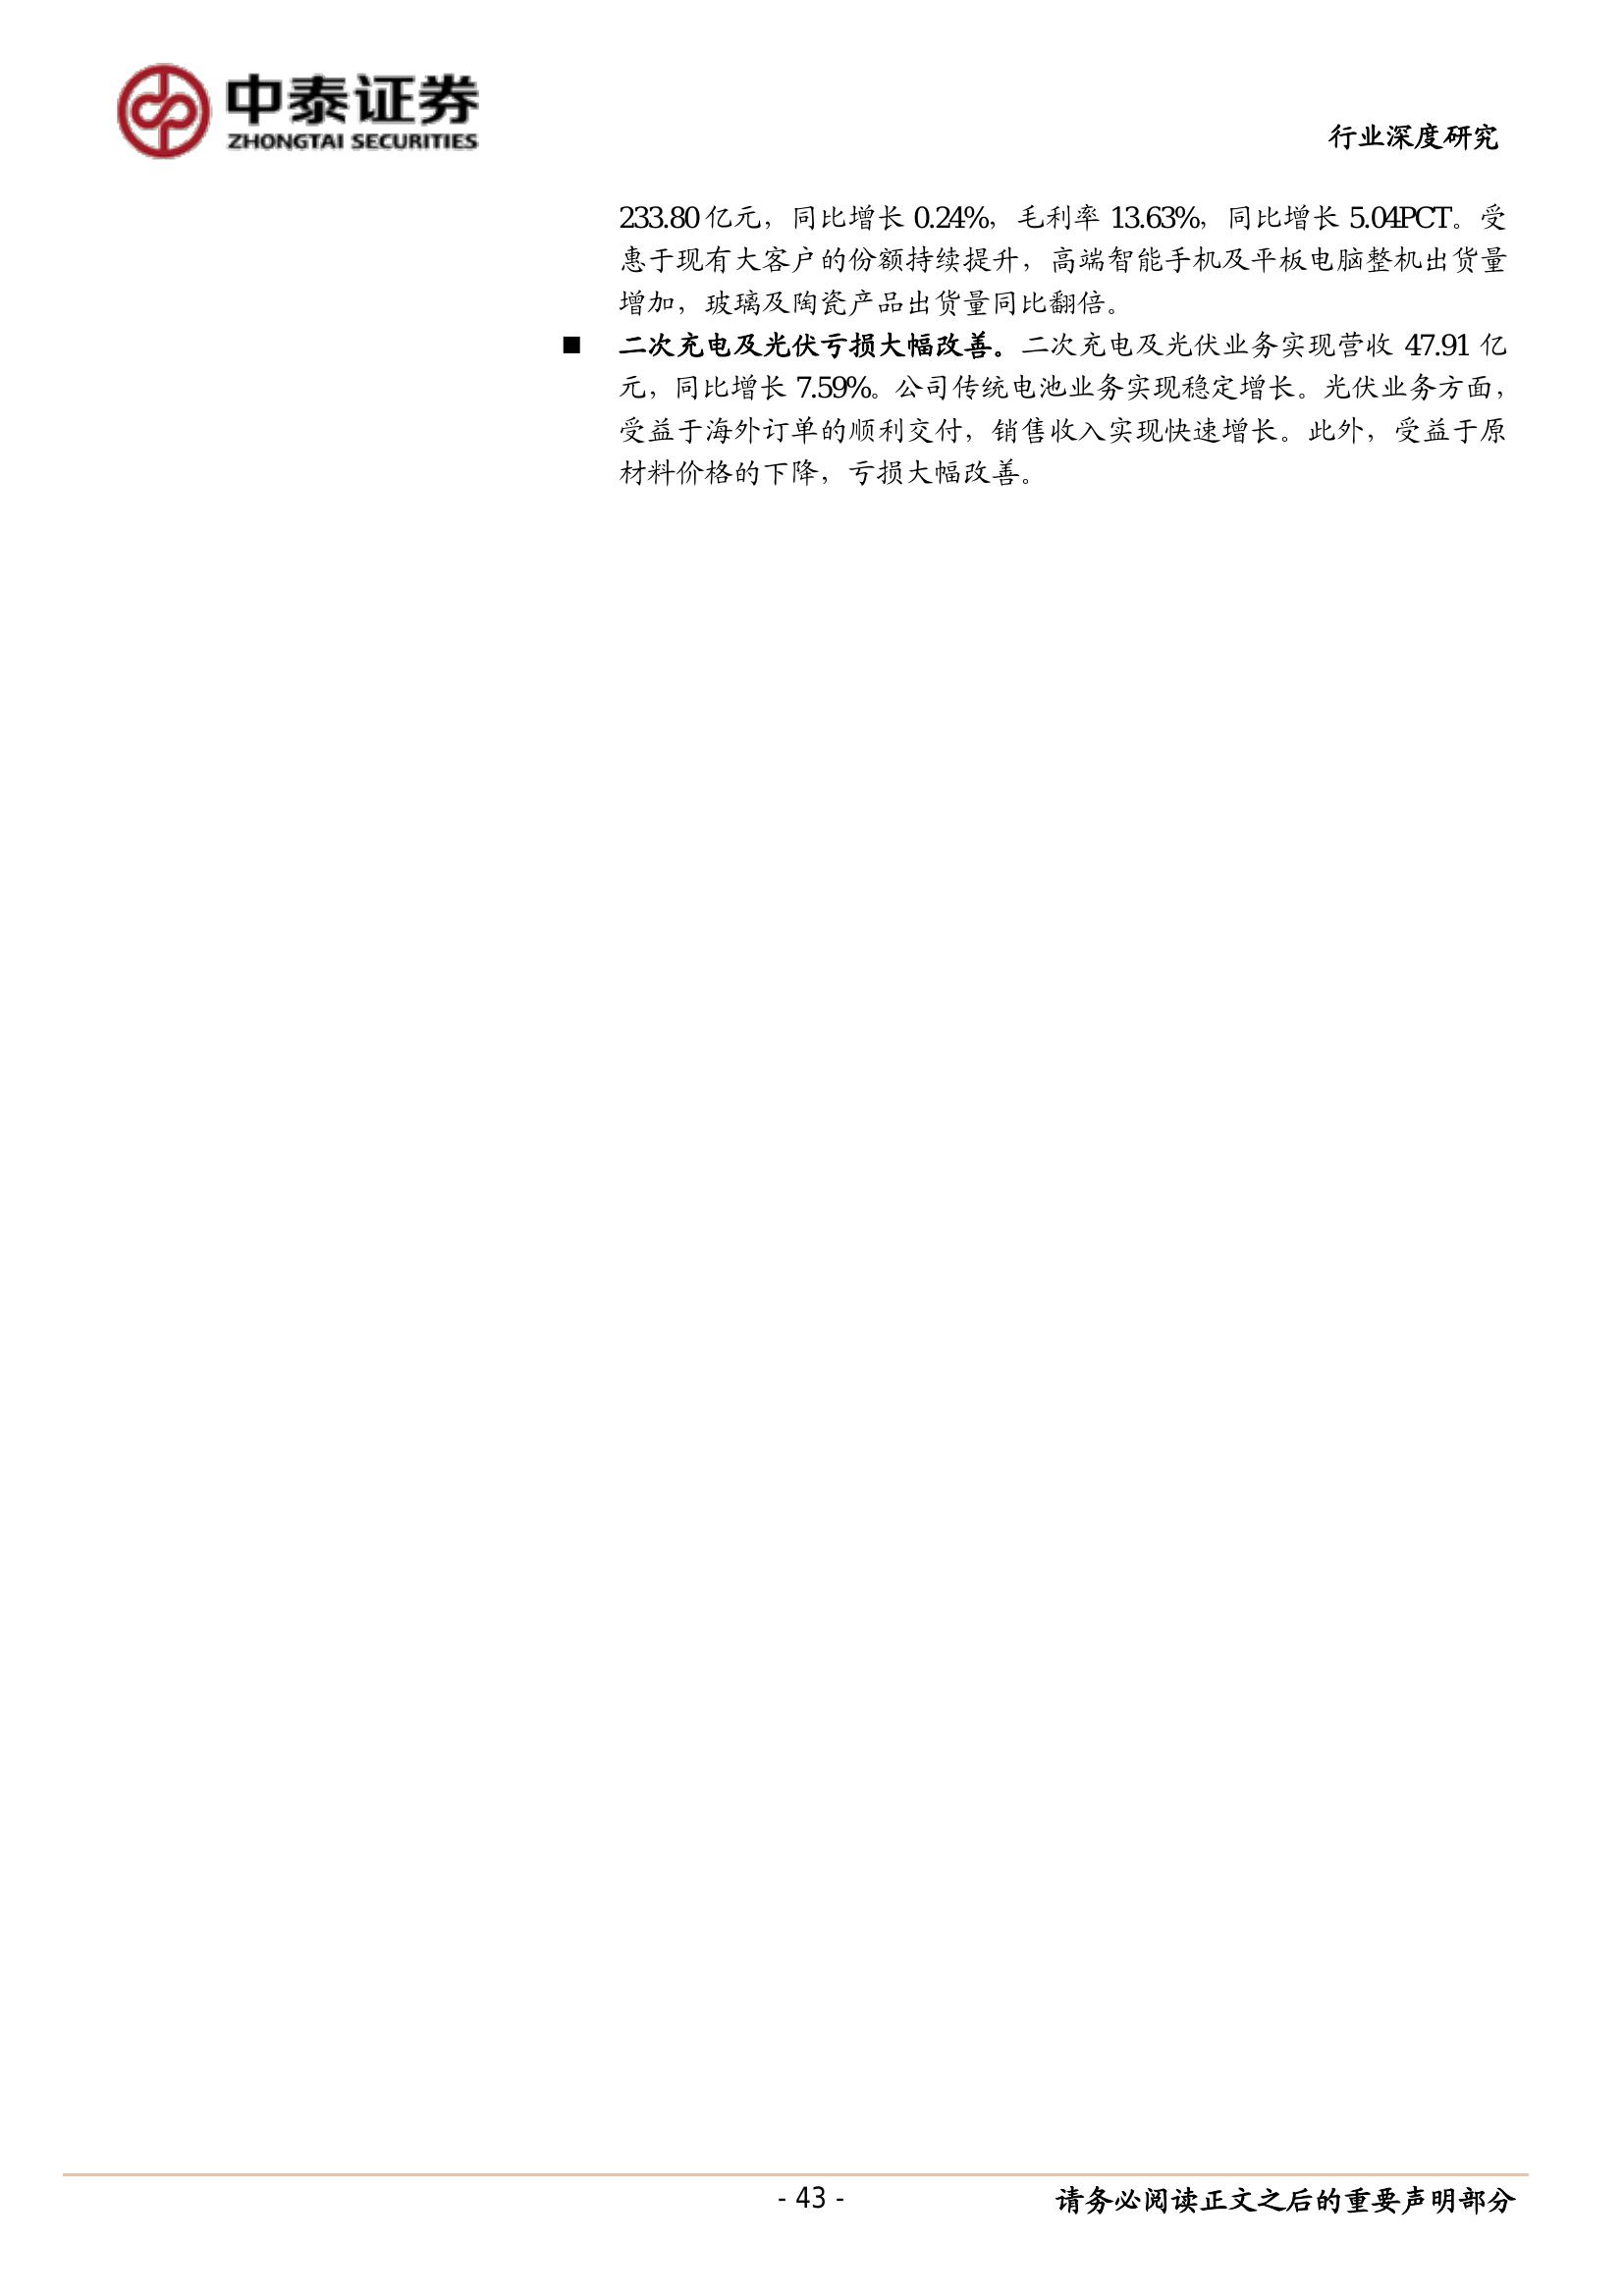 中泰证券
ZHONGTAI SECURITIES
行业深度研究
233.80 亿元，同比增长 0.24%，毛利率 13.63%，同比增长 5.04PCT。受
惠于现有大客户的份额持续提升，高端智能手机及平板电脑整机出货量
增加，玻璃及陶瓷产品出货量同比翻倍。
■ 二次充电及光伏亏损大幅改善。二次充电及光伏业务实现营收 47.91 亿
元，同比增长 7.59%。公司传统电池业务实现稳定增长。光伏业务方面，
受益于海外订单的顺利交付，销售收入实现快速增长。此外，受益于原
材料价格的下降，亏损大幅改善。
- 43 -
请务必阅读正文之后的重要声明部分